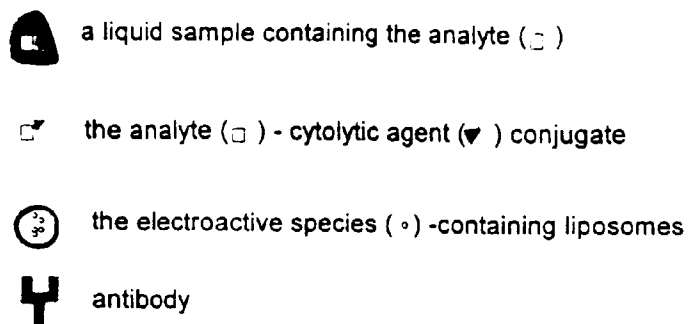 a liquid sample containing the analyte (□ )
the analyte (□ ) - cytolytic agent (▼ ) conjugate
the electroactive species ( ∘) -containing liposomes
antibody